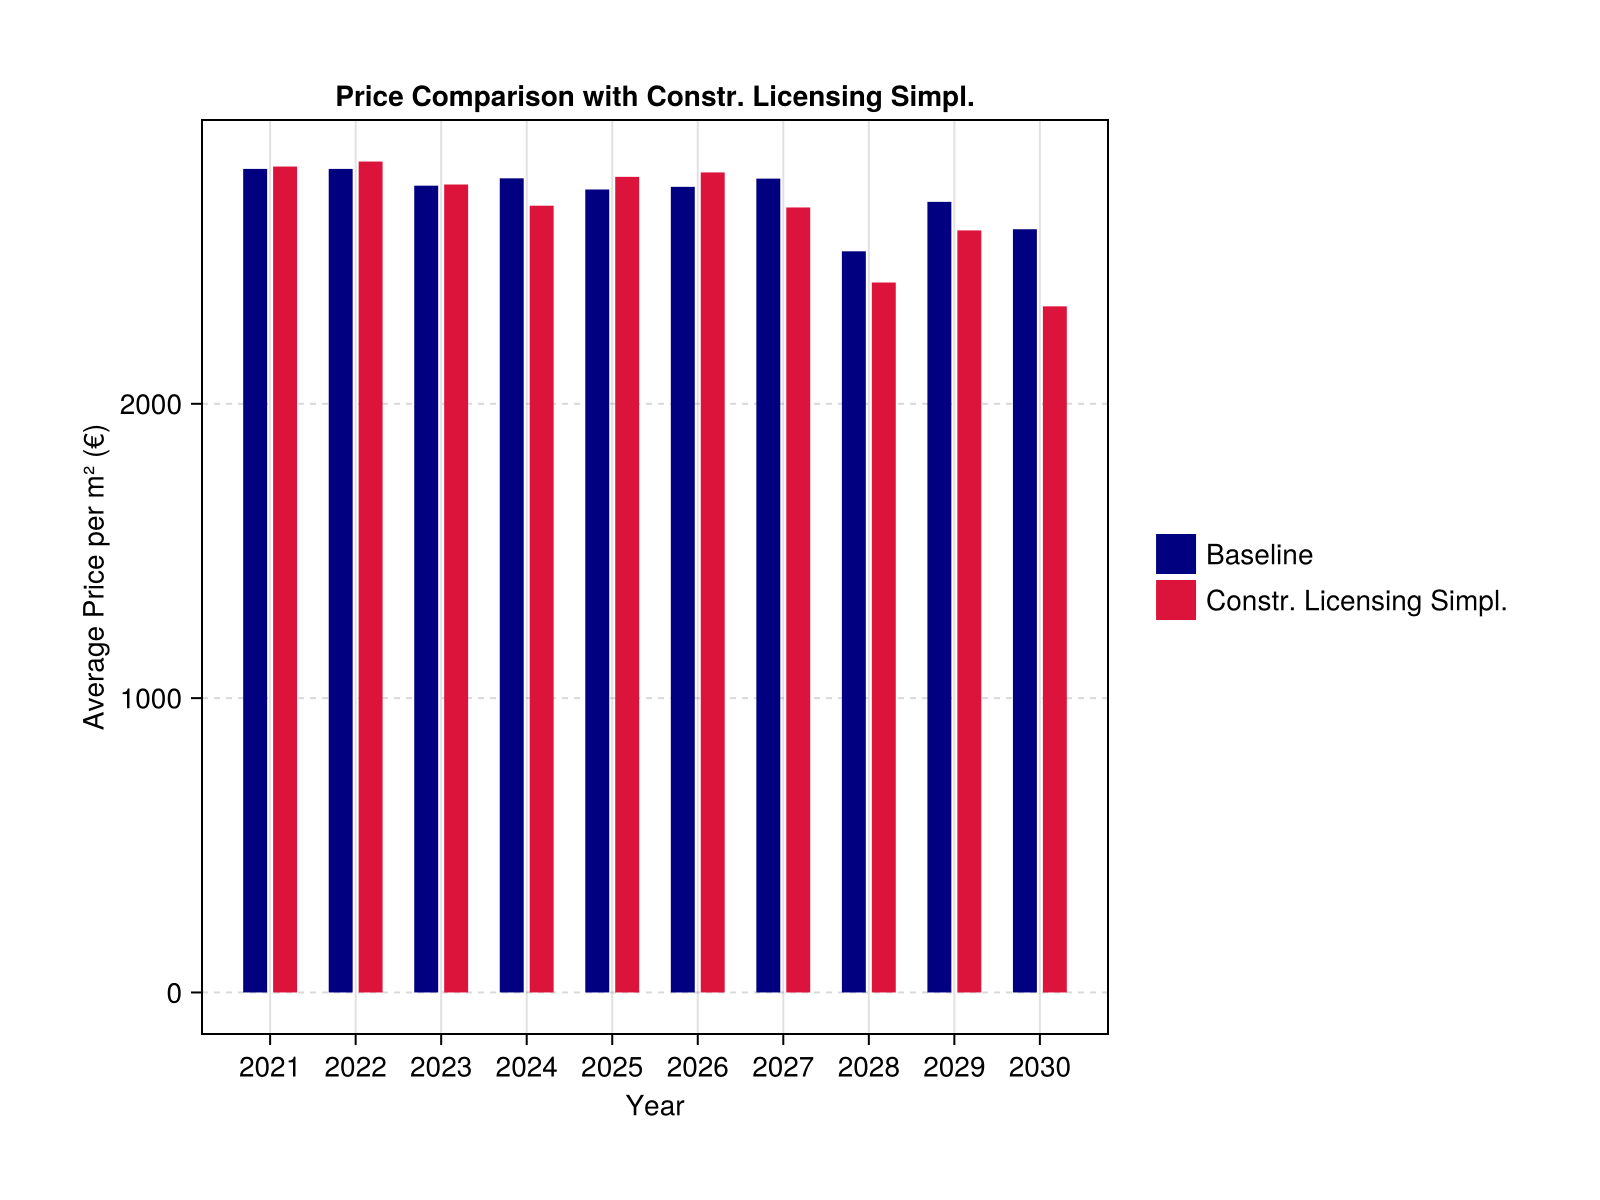 Price Comparison with Constr. Licensing Simpl.
Average Price per m² (€)
2000
1000
0
2021 2022 2023 2024 2025 2026 2027 2028 2029 2030
Year
Baseline
Constr. Licensing Simpl.